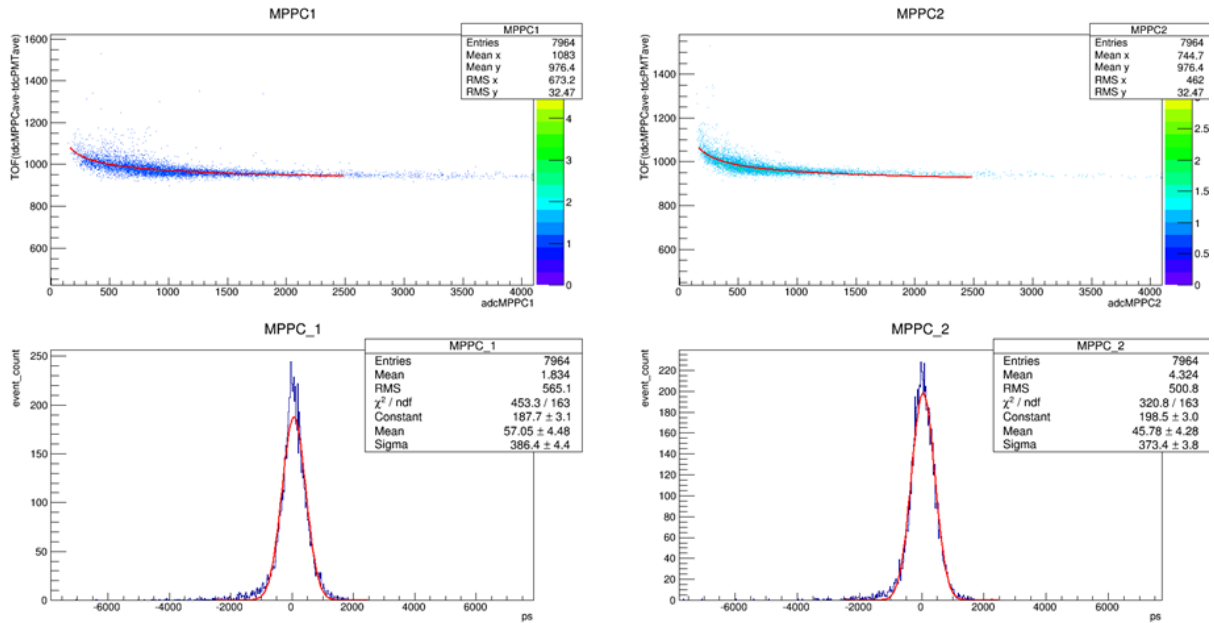 MPPC1
MPPC1
Entries 7964
Mean x 1083
Mean y 976.4
RMS x 673.2
RMS y 32.47
TOF(tdcMPPCave-tdcPMTave)
1600
1400
1200
1000
800
600
0 500 1000 1500 2000 2500 3000 3500 4000
adcMPPC1
4
3
2
1
0
MPPC2
MPPC2
Entries 7964
Mean x 744.7
Mean y 976.4
RMS x 462
RMS y 32.47
TOF(tdcMPPCave-tdcPMTave)
1400
1200
1000
800
600
0 500 1000 1500 2000 2500 3000 3500 4000
adcMPPC2
2.5
2
1.5
1
0.5
0
MPPC_1
MPPC_1
Entries 7964
Mean 1.834
RMS 565.1
χ² / ndf 453.3 / 163
Constant 187.7 ± 3.1
Mean 57.05 ± 4.48
Sigma 386.4 ± 4.4
event_count
250
200
150
100
50
0
-6000 -4000 -2000 0 2000 4000 6000
ps
MPPC_2
MPPC_2
Entries 7964
Mean 4.324
RMS 500.8
χ² / ndf 320.8 / 163
Constant 198.5 ± 3.0
Mean 45.78 ± 4.28
Sigma 373.4 ± 3.8
event_count
220
200
180
160
140
120
100
80
60
40
20
0
-6000 -4000 -2000 0 2000 4000 6000
ps